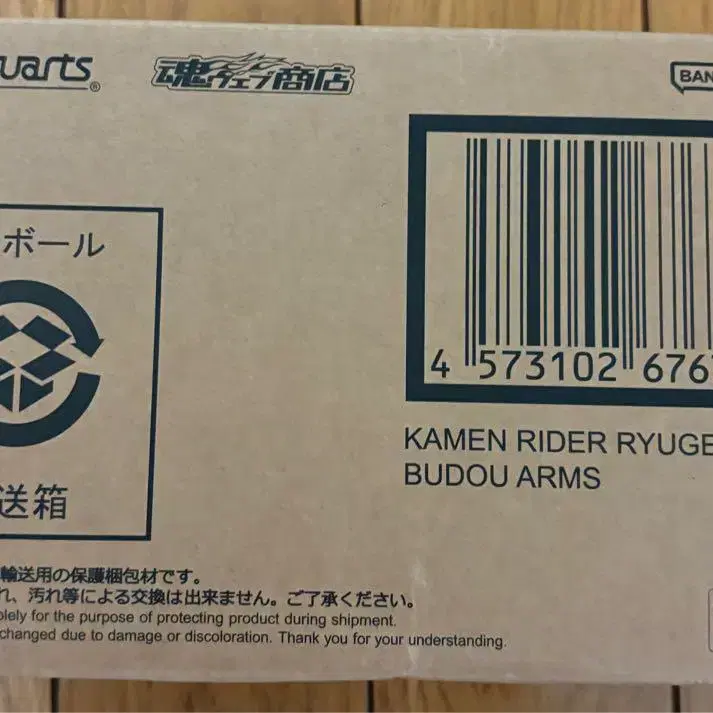 uarts®
魂ウェブ商店
BAN
ボール
送箱
4 573102 676
KAMEN RIDER RYUGE
BUDOU ARMS
輸送用の保護梱包材です。
れ、汚れ等による交換は出来ません。ご了承ください。
olely for the purpose of protecting product during shipment.
changed due to damage or discoloration. Thank you for your understanding.